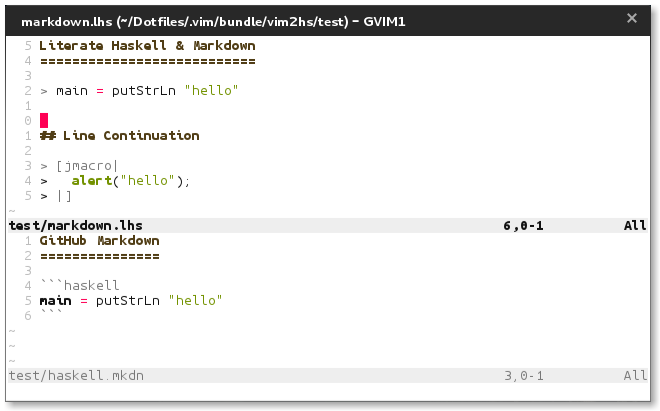 markdown.lhs (~/Dotfiles/.vim/bundle/vim2hs/test) – GVIM1 ×
5 Literate Haskell & Markdown
4 ===========================
3
2 > main = putStrLn "hello"
1
0
1 ## Line Continuation
2
3 > [jmacro|
4 >   alert("hello");
5 > |]
~
test/markdown.lhs 6,0-1 All
1 GitHub Markdown
2 ===============
3
4 ```haskell
5 main = putStrLn "hello"
6 ```
~
~
~
test/haskell.mkdn 3,0-1 All